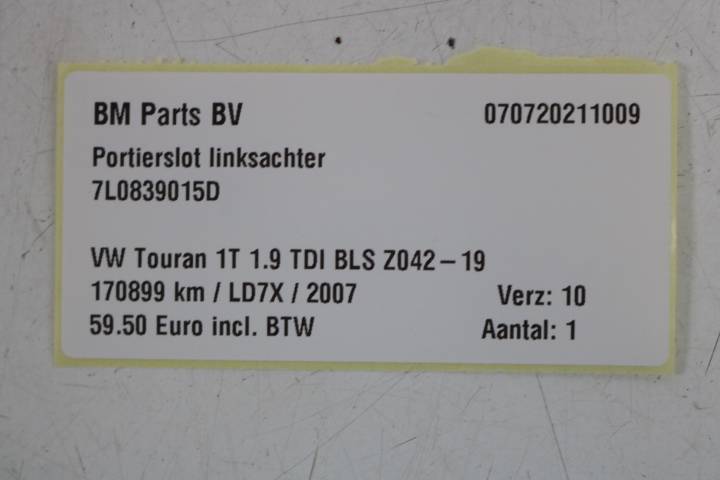 BM Parts BV 070720211009
Portierslot linksachter
7L0839015D
VW Touran 1T 1.9 TDI BLS Z042-19
170899 km / LD7X / 2007 Verz: 10
59.50 Euro incl. BTW Aantal: 1